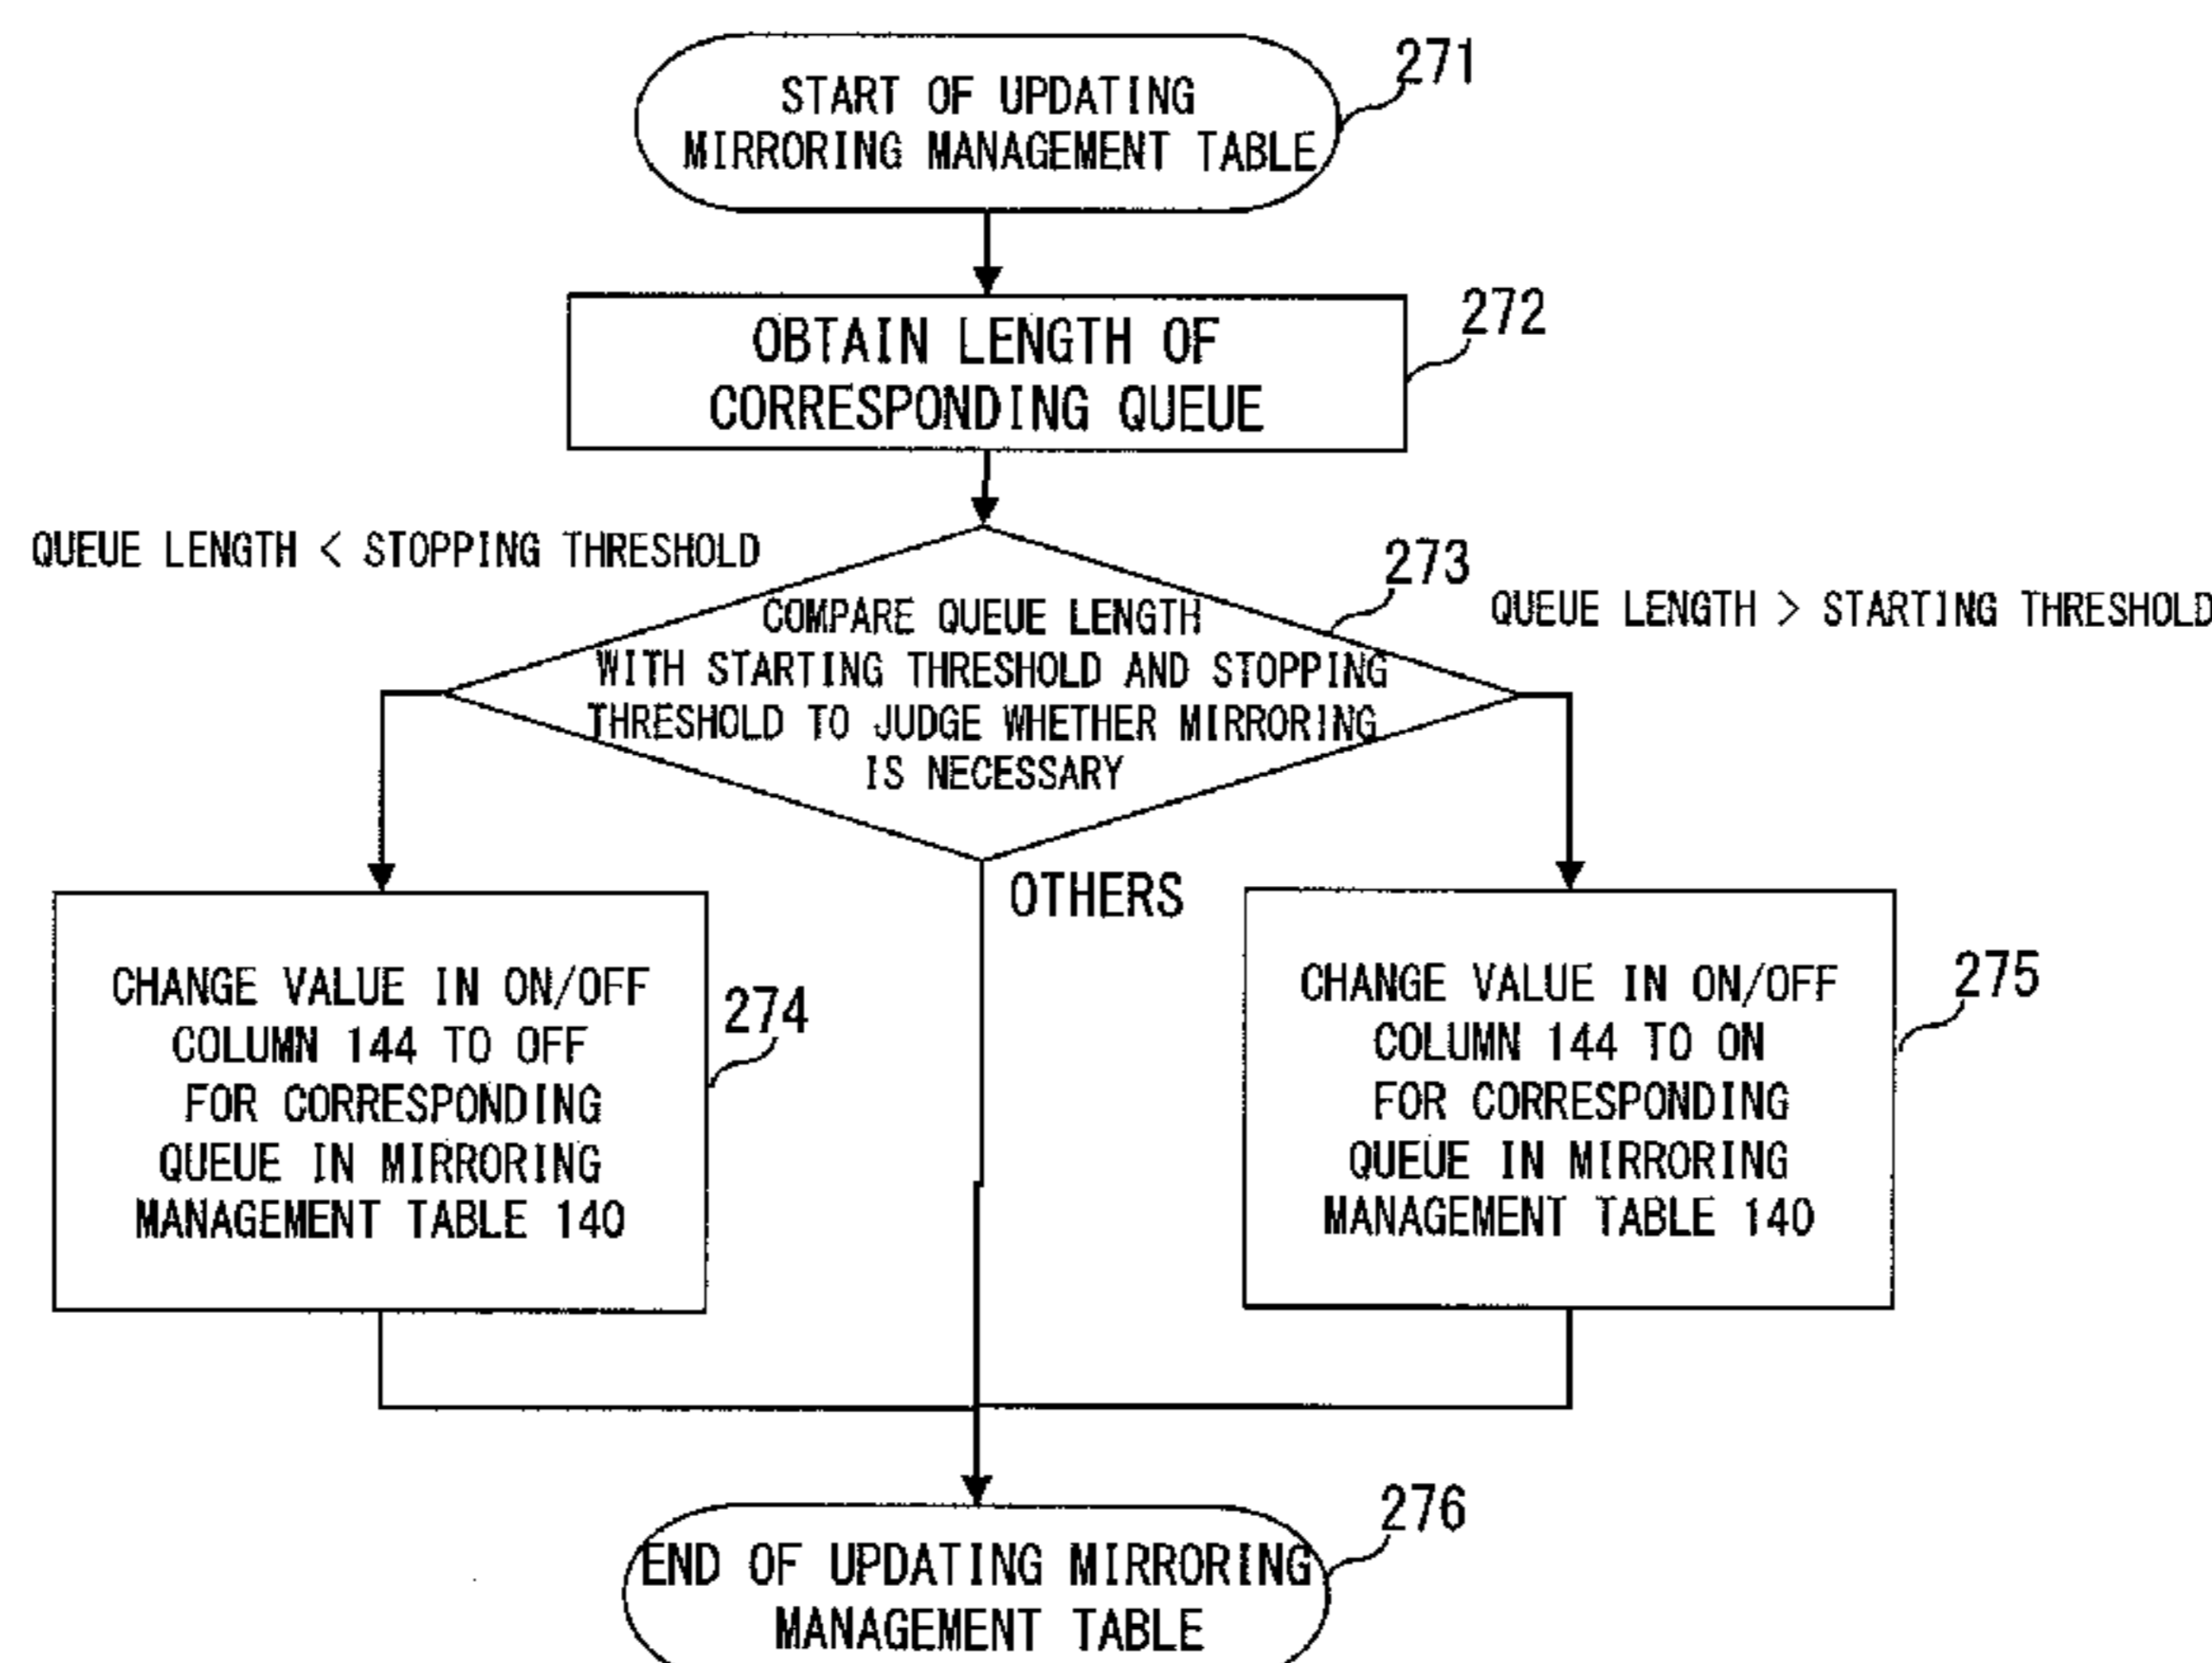 START OF UPDATING
MIRRORING MANAGEMENT TABLE
271
OBTAIN LENGTH OF
CORRESPONDING QUEUE
272
QUEUE LENGTH < STOPPING THRESHOLD
273
QUEUE LENGTH > STARTING THRESHOLD
COMPARE QUEUE LENGTH
WITH STARTING THRESHOLD AND STOPPING
THRESHOLD TO JUDGE WHETHER MIRRORING
IS NECESSARY
OTHERS
CHANGE VALUE IN ON/OFF
COLUMN 144 TO OFF
FOR CORRESPONDING
QUEUE IN MIRRORING
MANAGEMENT TABLE 140
274
CHANGE VALUE IN ON/OFF
COLUMN 144 TO ON
FOR CORRESPONDING
QUEUE IN MIRRORING
MANAGEMENT TABLE 140
275
276
END OF UPDATING MIRRORING
MANAGEMENT TABLE